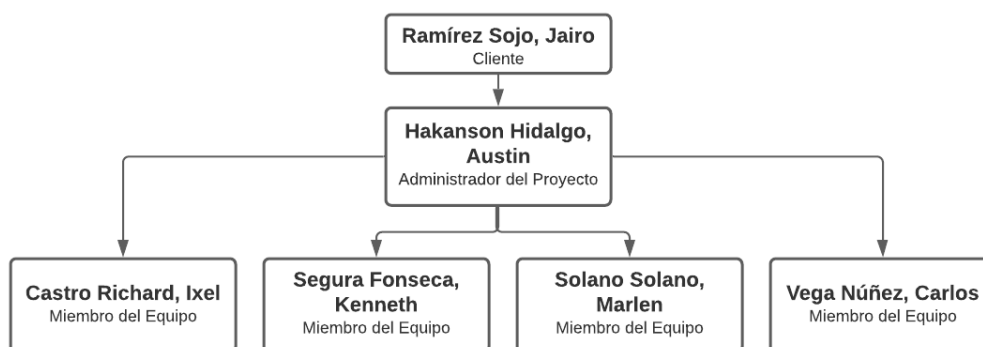 Ramírez Sojo, Jairo
Cliente
Hakanson Hidalgo,
Austin
Administrador del Proyecto
Castro Richard, Ixel
Miembro del Equipo
Segura Fonseca,
Kenneth
Miembro del Equipo
Solano Solano,
Marlen
Miembro del Equipo
Vega Núñez, Carlos
Miembro del Equipo